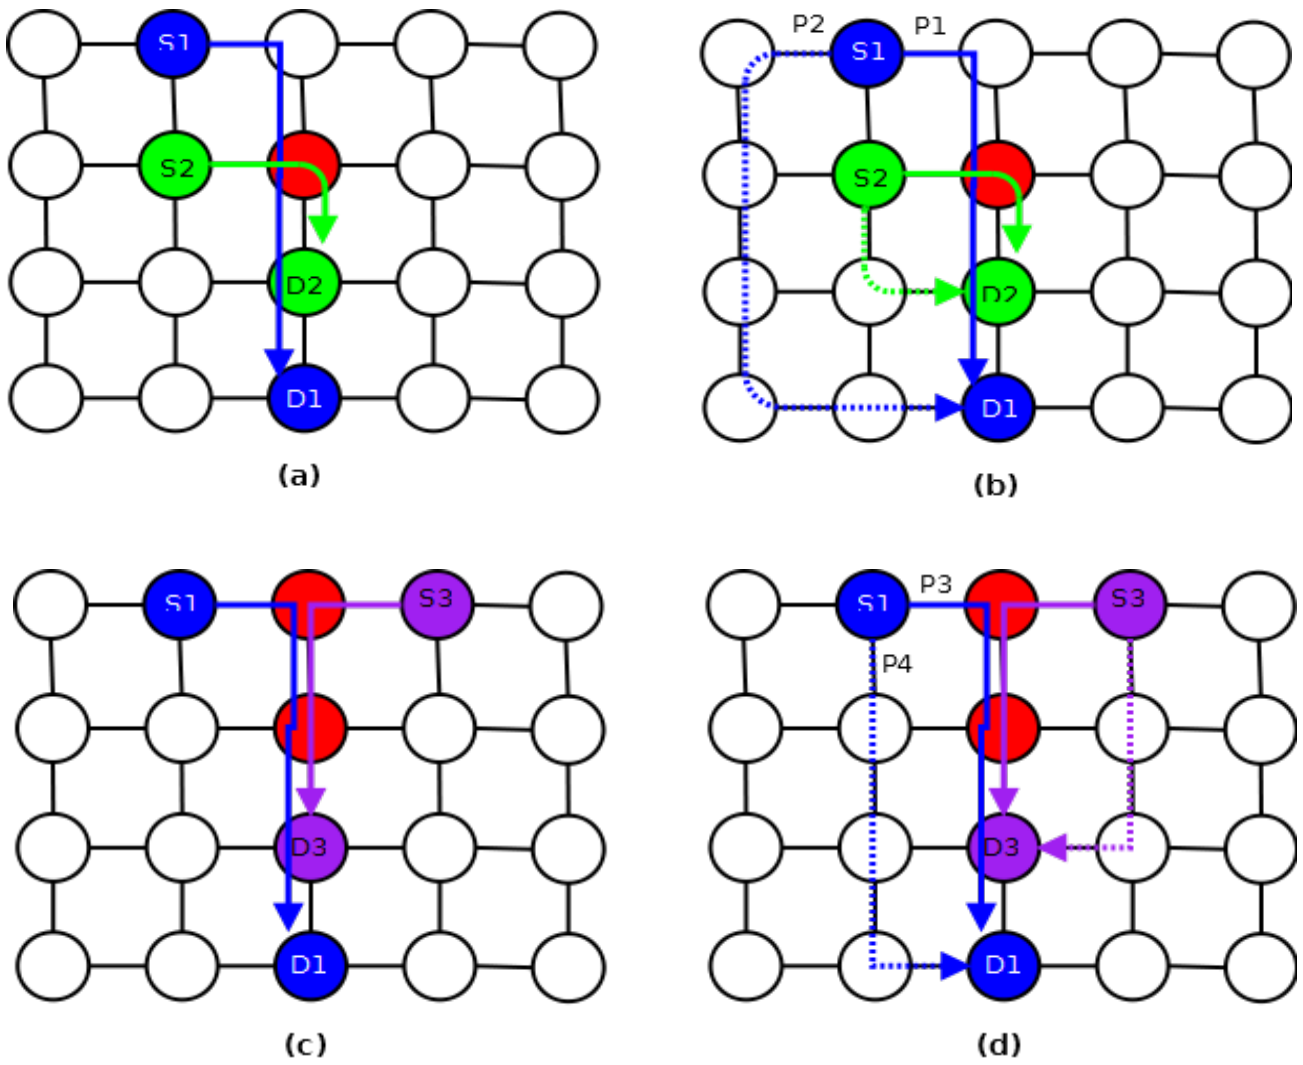 S1
S2
D2
D1
(a)
P2 S1 P1
S2
D2
D1
(b)
S1 S3
D3
D1
(c)
S1 P3 S3
P4
D3
D1
(d)